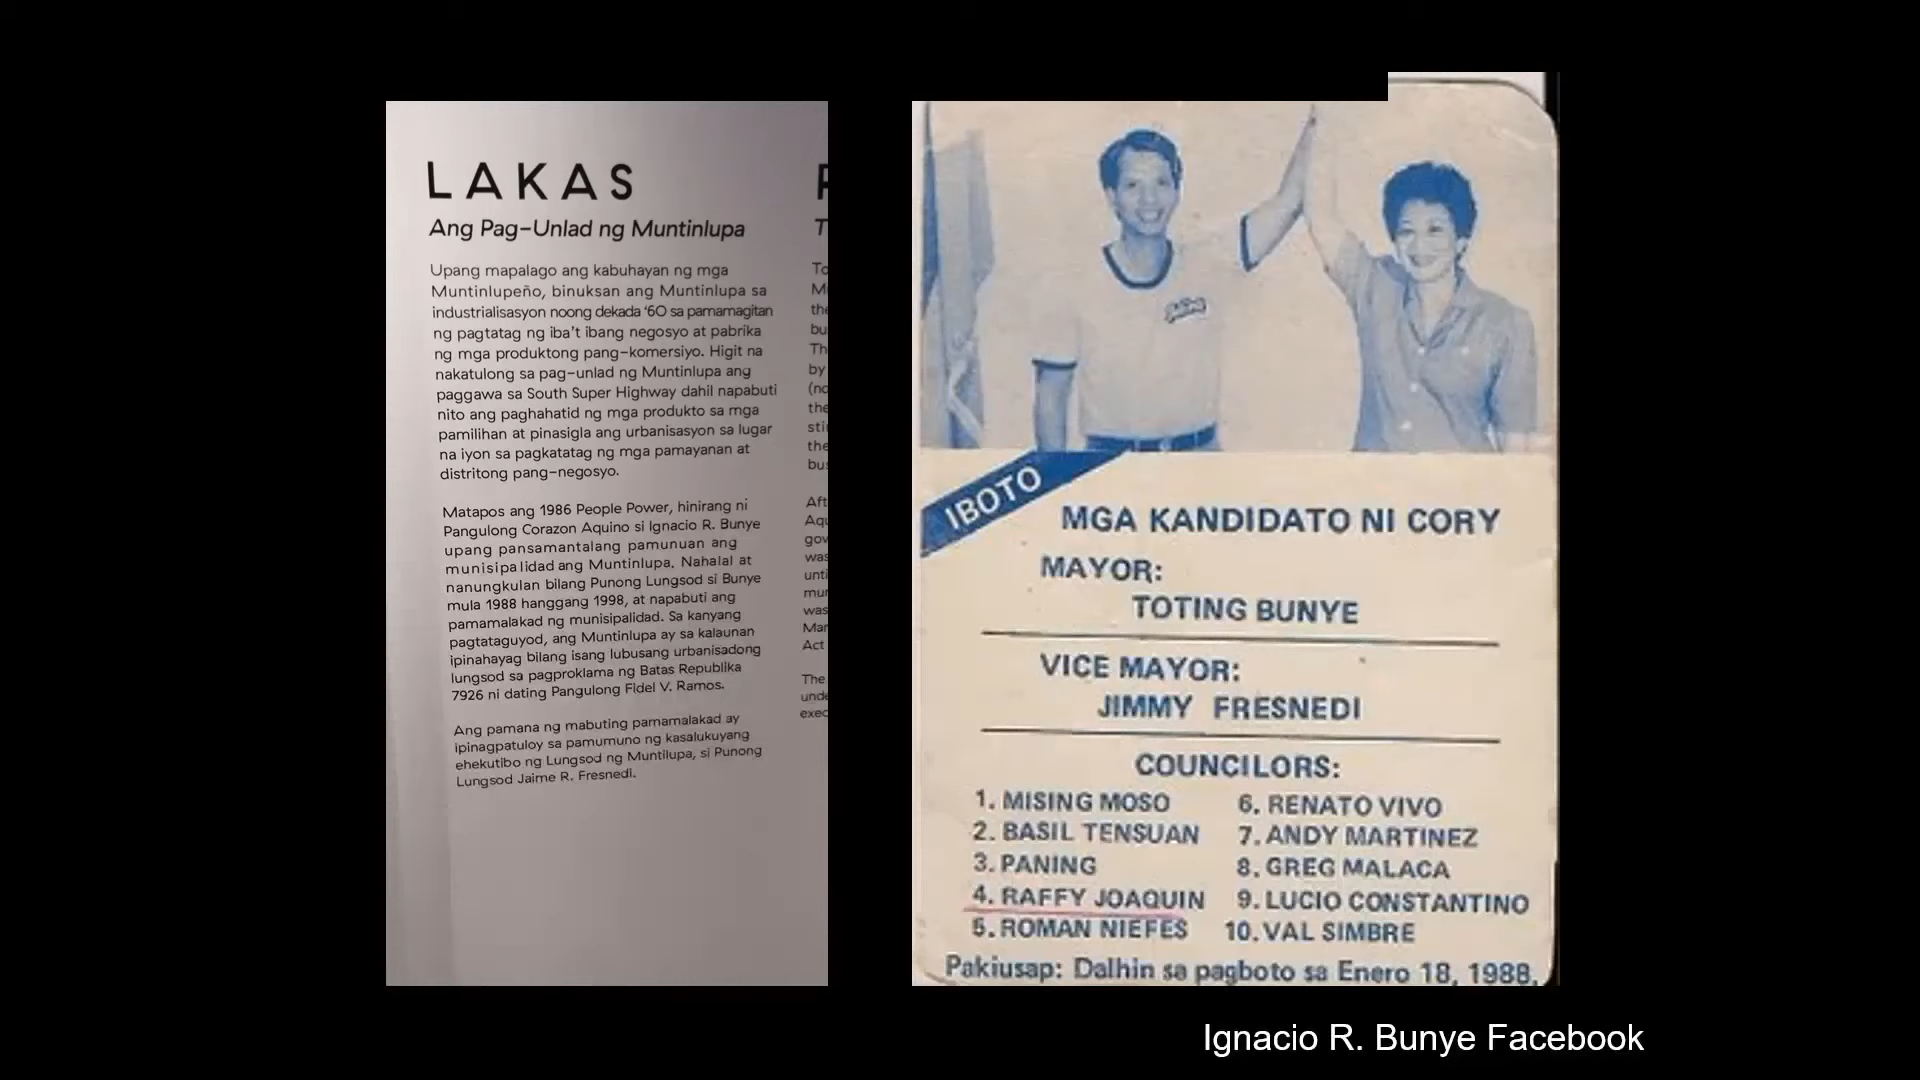 LAKAS
Ang Pag-Unlad ng Muntinlupa
Upang mapalago ang kabuhayan ng mga
Muntinlupeño, binuksan ang Muntinlupa sa
industrialisasyon noong dekada '60 sa pamamagitan
ng pagtatag ng iba't ibang negosyo at pabrika
ng mga produktong pang-komersiyo. Higit na
nakatulong sa pag-unlad ng Muntinlupa ang
paggawa sa South Super Highway dahil napabuti
nito ang paghahatid ng mga produkto sa mga
pamilihan at pinasigla ang urbanisasyon sa lugar
na iyon sa pagkatatag ng mga pamayanan at
distritong pang-negosyo.
Matapos ang 1986 People Power, hinirang ni
Pangulong Corazon Aquino si Ignacio R. Bunye
upang pansamantalang pamunuan ang
munisipalidad ang Muntinlupa. Nahalal at
nanungkulan bilang Punong Lungsod si Bunye
mula 1988 hanggang 1998, at napabuti ang
pamamalakad ng munisipalidad. Sa kanyang
pagtataguyod, ang Muntinlupa ay sa kalaunan
ipinahayag bilang isang lubusang urbanisadong
lungsod sa pagproklama ng Batas Republika
7926 ni dating Pangulong Fidel V. Ramos.
Ang pamana ng mabuting pamamalakad ay
ipinagpatuloy sa pamumuno ng kasalukuyang
ehekutibo ng Lungsod ng Muntilupa, si Punong
Lungsod Jaime R. Fresnedi.
IBOTO
MGA KANDIDATO NI CORY
MAYOR:
TOTING BUNYE
VICE MAYOR:
JIMMY FRESNEDI
COUNCILORS:
1. MISING MOSO
2. BASIL TENSUAN
3. PANING
4. RAFFY JOAQUIN
5. ROMAN NIEFES
6. RENATO VIVO
7. ANDY MARTINEZ
8. GREG MALACA
9. LUCIO CONSTANTINO
10. VAL SIMBRE
Pakiusap: Dalhin sa pagboto sa Enero 18, 1988.
Ignacio R. Bunye Facebook